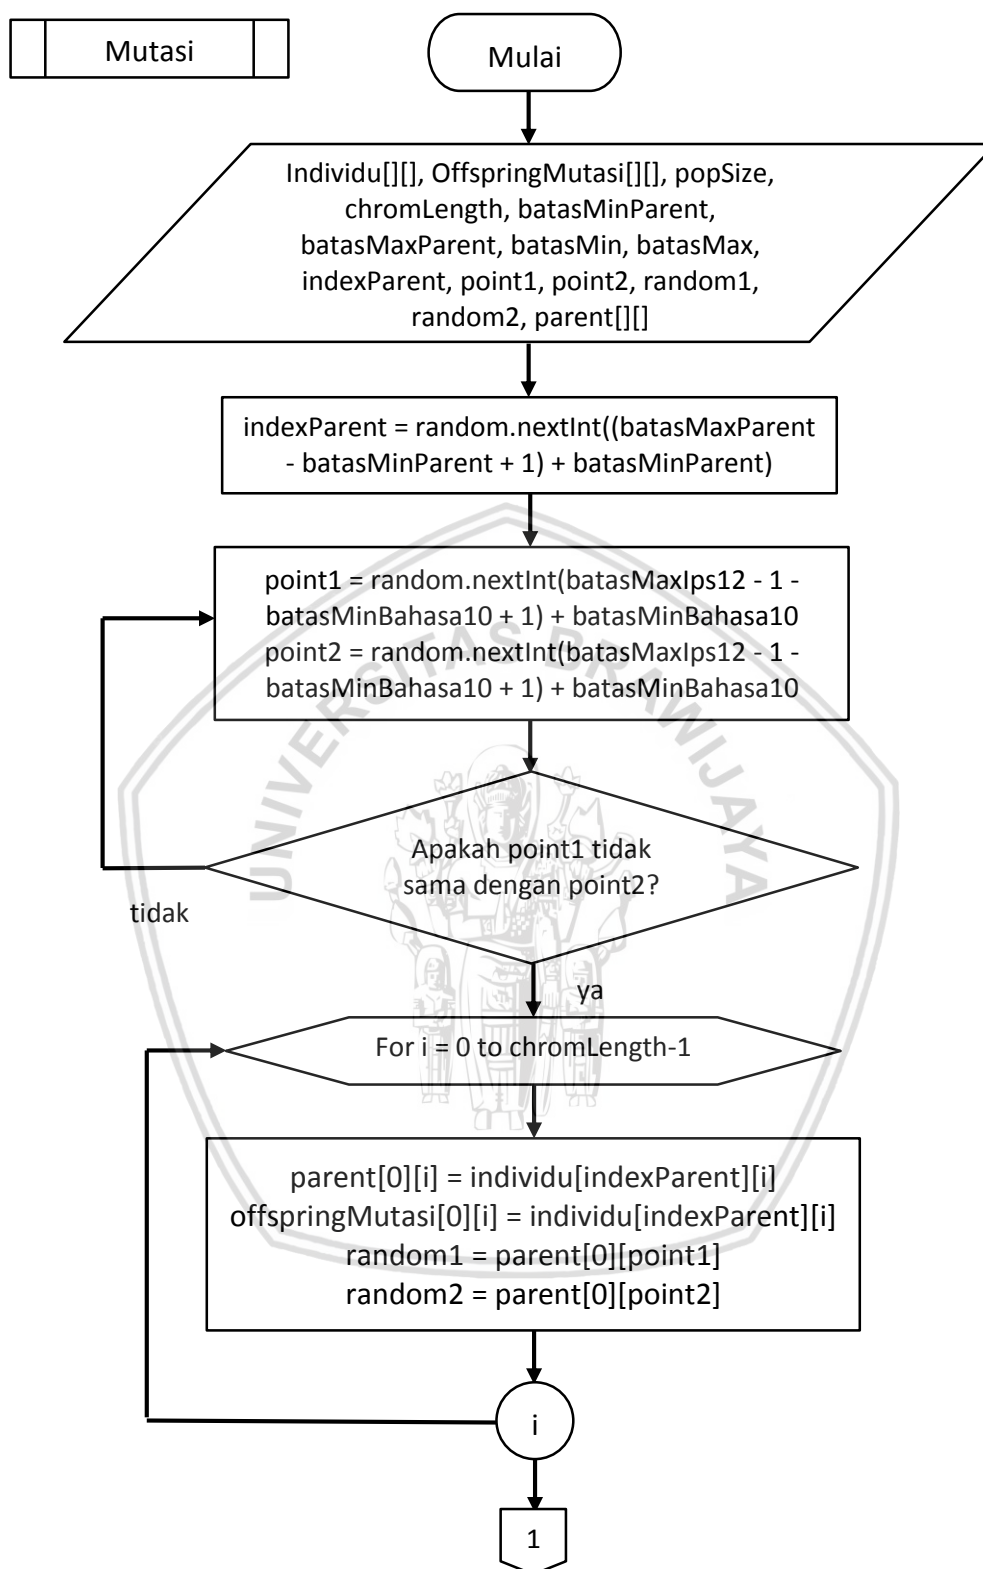 Mutasi
Mulai
Individu[][], OffspringMutasi[][], popSize,
chromLength, batasMinParent,
batasMaxParent, batasMin, batasMax,
indexParent, point1, point2, random1,
random2, parent[][]
indexParent = random.nextInt((batasMaxParent
- batasMinParent + 1) + batasMinParent)
point1 = random.nextInt(batasMaxIps12 - 1 -
batasMinBahasa10 + 1) + batasMinBahasa10
point2 = random.nextInt(batasMaxIps12 - 1 -
batasMinBahasa10 + 1) + batasMinBahasa10
UNIVERSITAS BRAWIJAYA
Apakah point1 tidak
sama dengan point2?
tidak
ya
For i = 0 to chromLength-1
parent[0][i] = individu[indexParent][i]
offspringMutasi[0][i] = individu[indexParent][i]
random1 = parent[0][point1]
random2 = parent[0][point2]
i
1